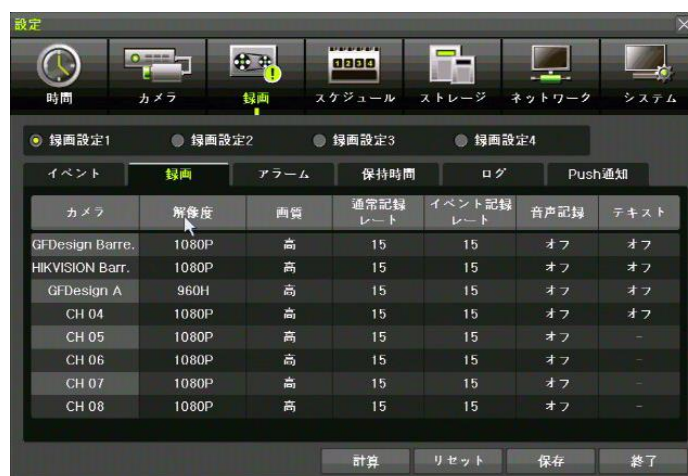 設定
時間 カメラ 録画 スケジュール ストレージ ネットワーク システム
録画設定1 録画設定2 録画設定3 録画設定4
イベント 録画 アラーム 保持時間 ログ Push通知
カメラ 解像度 画質 通常記録レート イベント記録レート 音声記録 テキスト
GFDesign Barre. 1080P 高 15 15 オフ オフ
HIKVISION Barr. 1080P 高 15 15 オフ オフ
GFDesign A 960H 高 15 15 オフ オフ
CH 04 1080P 高 15 15 オフ オフ
CH 05 1080P 高 15 15 オフ -
CH 06 1080P 高 15 15 オフ -
CH 07 1080P 高 15 15 オフ -
CH 08 1080P 高 15 15 オフ -
計算 リセット 保存 終了